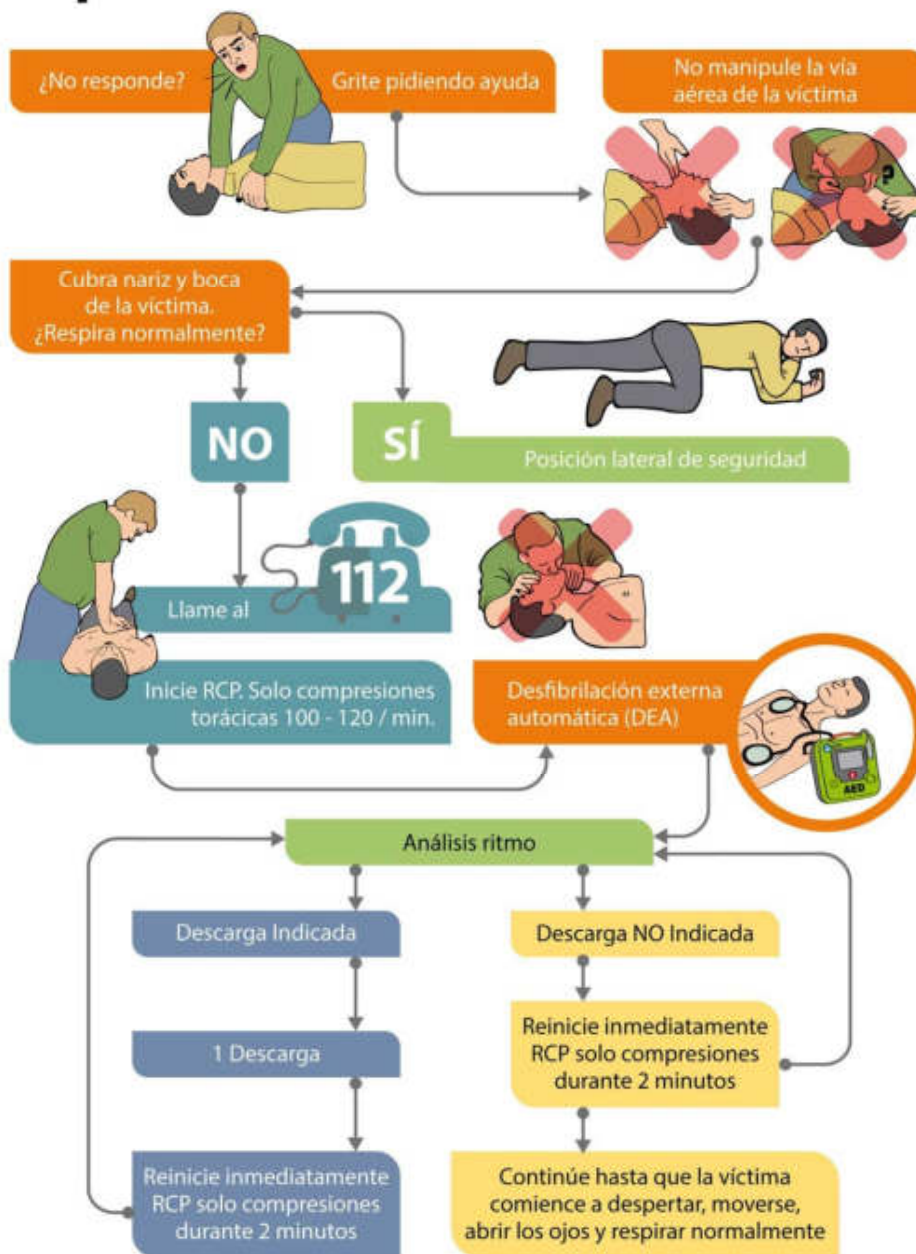 ¿No responde?
Grite pidiendo ayuda
No manipule la vía
aérea de la víctima
?
Cubra nariz y boca
de la víctima.
¿Respira normalmente?
NO
SÍ
Posición lateral de seguridad
112
Llame al
Inicie RCP. Solo compresiones
torácicas 100 - 120 / min.
Desfibrilación externa
automática (DEA)
AED
Análisis ritmo
Descarga Indicada
Descarga NO Indicada
1 Descarga
Reinicie inmediatamente
RCP solo compresiones
durante 2 minutos
Reinicie inmediatamente
RCP solo compresiones
durante 2 minutos
Continúe hasta que la víctima
comience a despertar, moverse,
abrir los ojos y respirar normalmente